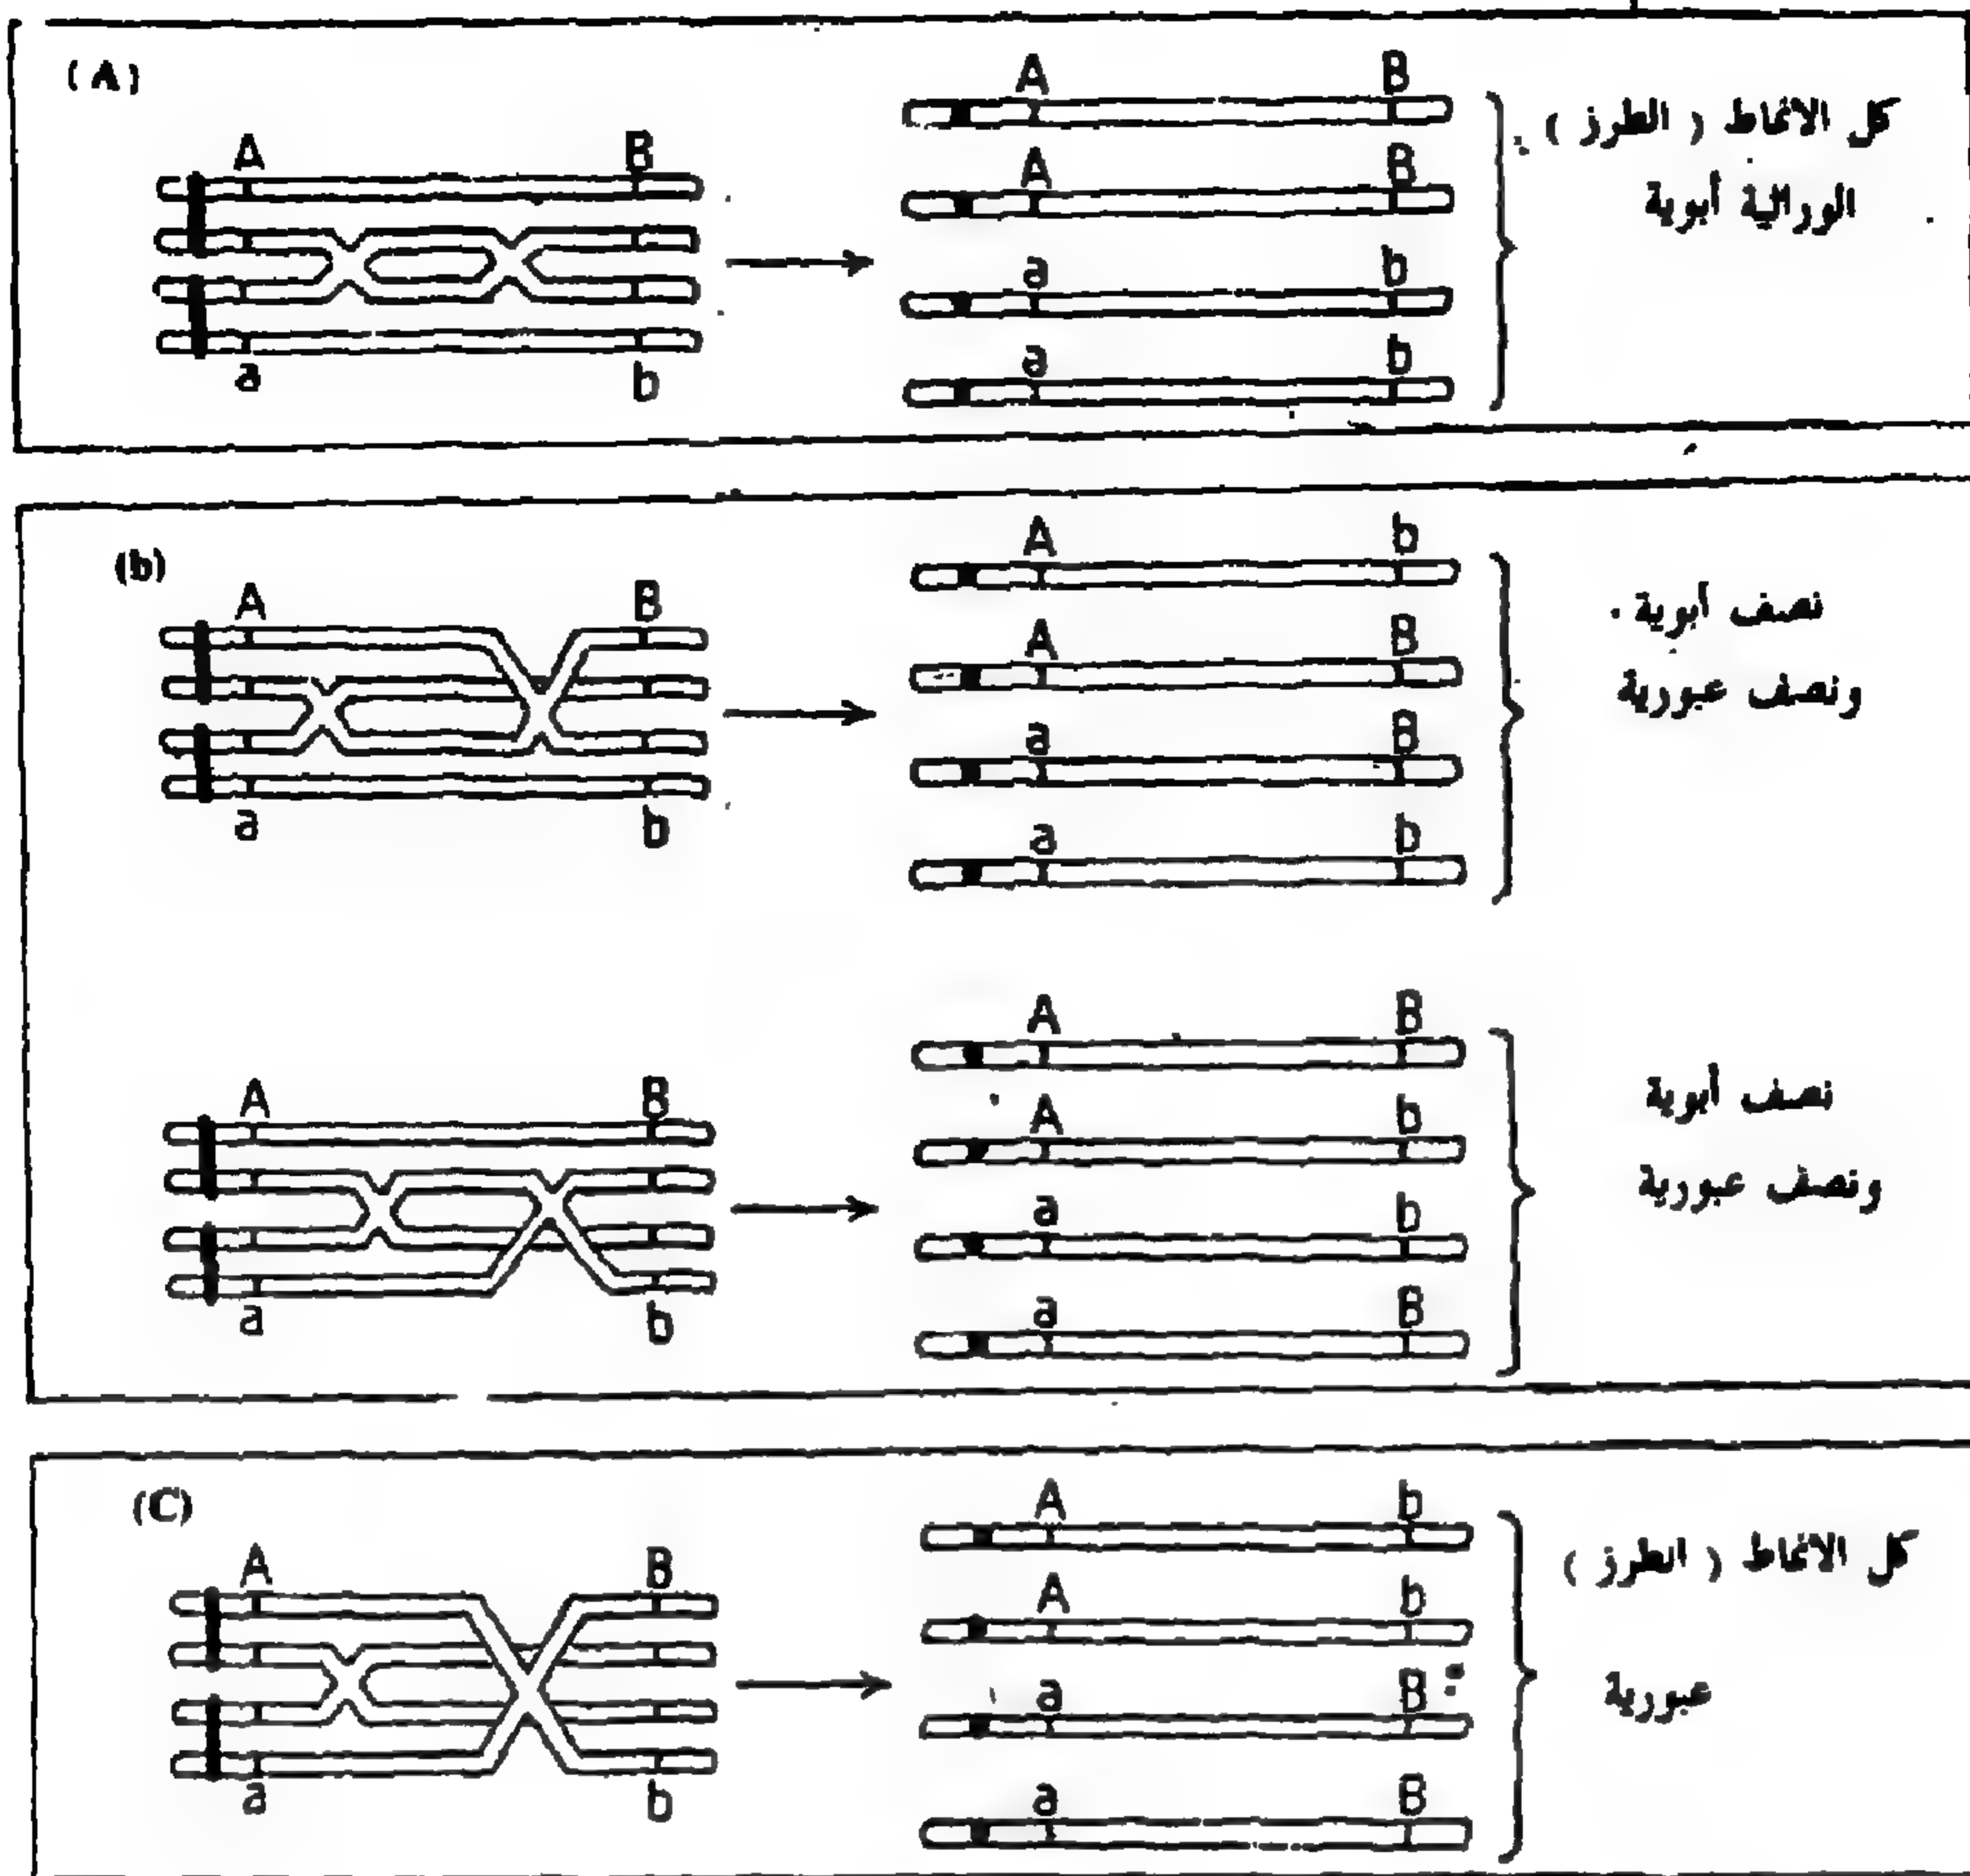 (A)
A B
A B
a b
A B
A B
a b
a b
كل الانماط ( الطرز )
الوراثية أبوية
(b)
A B
a b
A b
A B
a B
a b
نصف أبوية .
ونصف عبورية
A B
a b
A B
A b
a b
a B
نصف أبوية
ونصف عبورية
(C)
A B
a b
A b
A b
a B
a B
كل الانماط ( الطرز )
عبورية